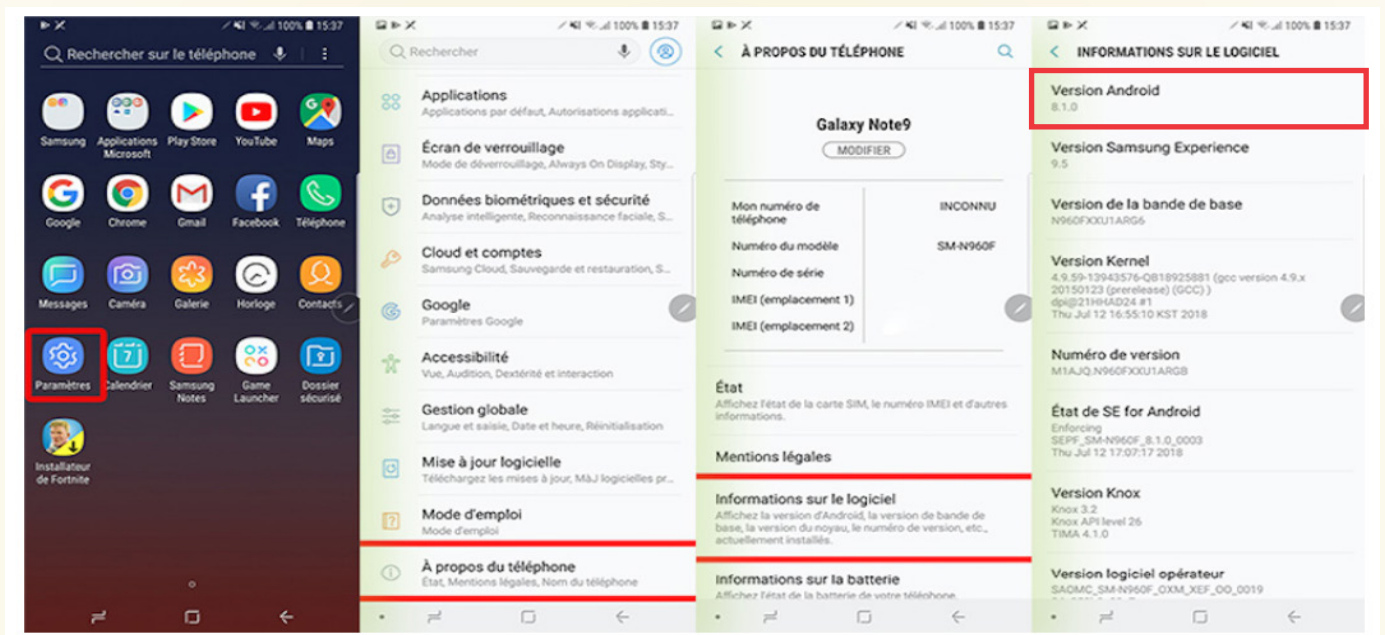 100% 15:37
Rechercher sur le téléphone
Samsung
Applications
Microsoft
Play Store
YouTube
Maps
Google
Chrome
Gmail
Facebook
Téléphone
Messages
Caméra
Galerie
Horloge
Contacts
Paramètres
7
Calendrier
Samsung
Notes
Game
Launcher
Dossier
sécurisé
Installateur
de Fortnite
100% 15:37
Rechercher
Applications
Applications par défaut, Autorisations applicati...
Écran de verrouillage
Mode de déverrouillage, Always On Display, Sty...
Données biométriques et sécurité
Analyse intelligente, Reconnaissance faciale, S...
Cloud et comptes
Samsung Cloud, Sauvegarde et restauration, S...
Google
Paramètres Google
Accessibilité
Vue, Audition, Dextérité et interaction
Gestion globale
Langue et saisie, Date et heure, Réinitialisation
Mise à jour logicielle
Téléchargez les mises à jour, MàJ logicielles pr...
Mode d'emploi
Mode d'emploi
À propos du téléphone
État, Mentions légales, Nom du téléphone
100% 15:37
À PROPOS DU TÉLÉPHONE
Galaxy Note9
MODIFIER
Mon numéro de INCONNU
téléphone
Numéro du modèle SM-N960F
Numéro de série
IMEI (emplacement 1)
IMEI (emplacement 2)
État
Affichez l'état de la carte SIM, le numéro IMEI et d'autres
informations.
Mentions légales
Informations sur le logiciel
Affichez la version d'Android, la version de bande de
base, la version du noyau, le numéro de version, etc.,
actuellement installés.
Informations sur la batterie
Affichez l'état de la batterie de votre téléphone.
100% 15:37
INFORMATIONS SUR LE LOGICIEL
Version Android
8.1.0
Version Samsung Experience
9.5
Version de la bande de base
N960FXXU1ARG6
Version Kernel
4.9.59-13943576-QB18925881 (gcc version 4.9.x
20150123 (prerelease) (GCC) )
dpi@21HHAD24 #1
Thu Jul 12 16:55:10 KST 2018
Numéro de version
M1AJQ.N960FXXU1ARGB
État de SE for Android
Enforcing
SEPF_SM-N960F_8.1.0_0003
Thu Jul 12 17:07:17 2018
Version Knox
Knox 3.2
Knox API level 26
TIMA 4.1.0
Version logiciel opérateur
SAOMC_SM-N960F_OXM_XEF_OO_0019